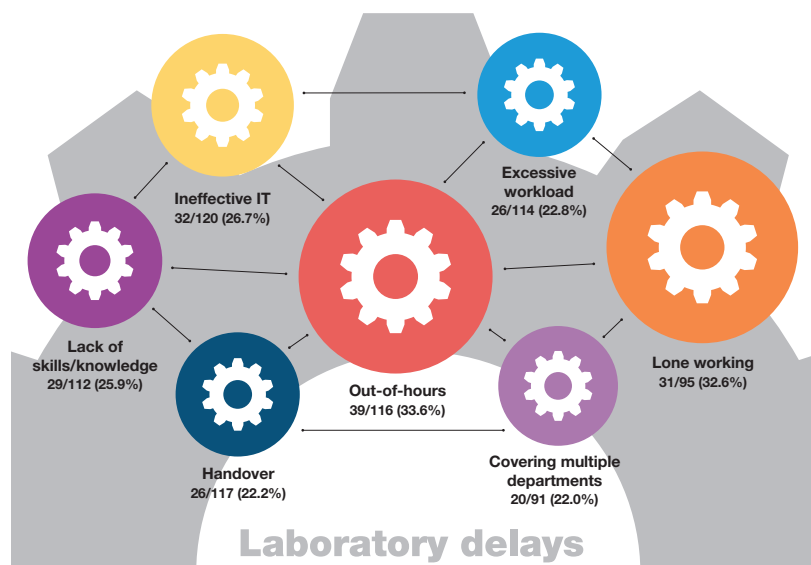 Ineffective IT
32/120 (26.7%)
Excessive
workload
26/114 (22.8%)
Lack of
skills/knowledge
29/112 (25.9%)
Out-of-hours
39/116 (33.6%)
Lone working
31/95 (32.6%)
Handover
26/117 (22.2%)
Covering multiple
departments
20/91 (22.0%)
Laboratory delays